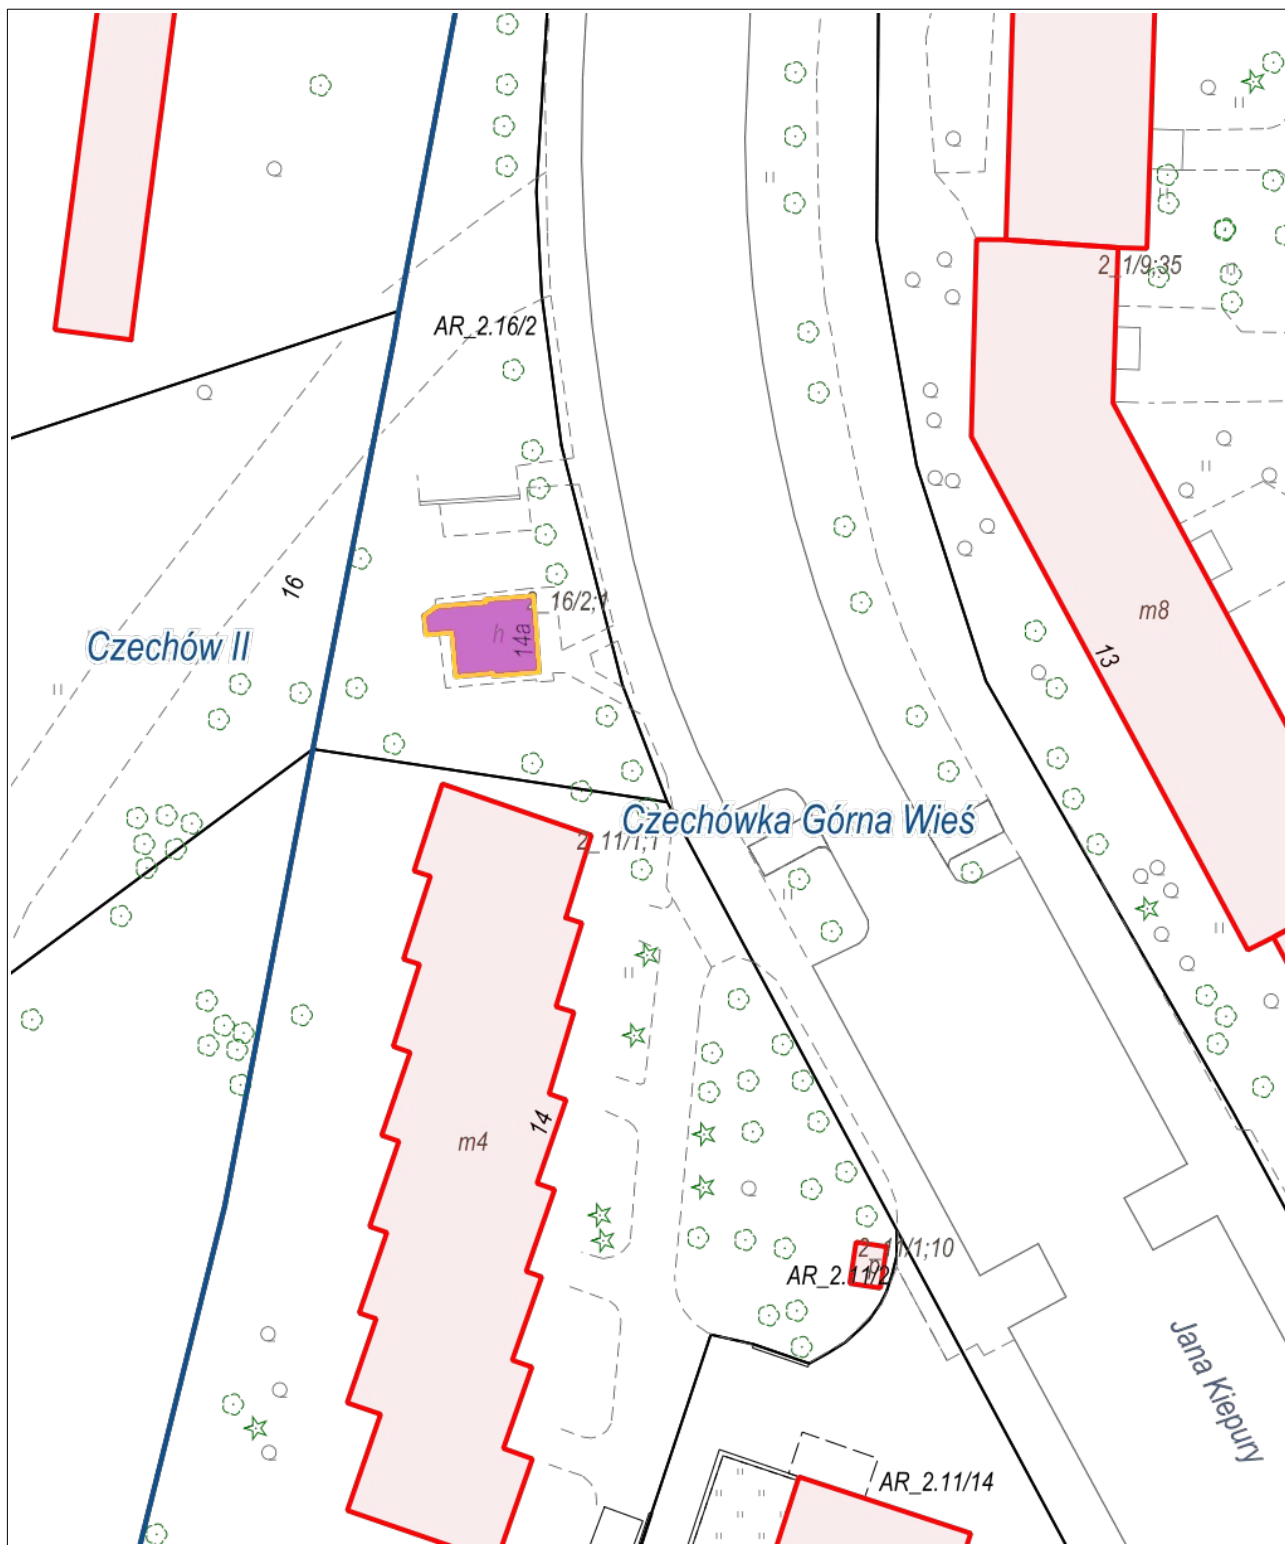 2_1/9;35
AR_2.16/2
16
2_16/2;1
h
14a
m8
Czechów II
13
Czechówka Górna Wieś
2_11/1;1
14
m4
2_11/1;10
p
AR_2.11/2
Jana Kiepury
AR_2.11/14